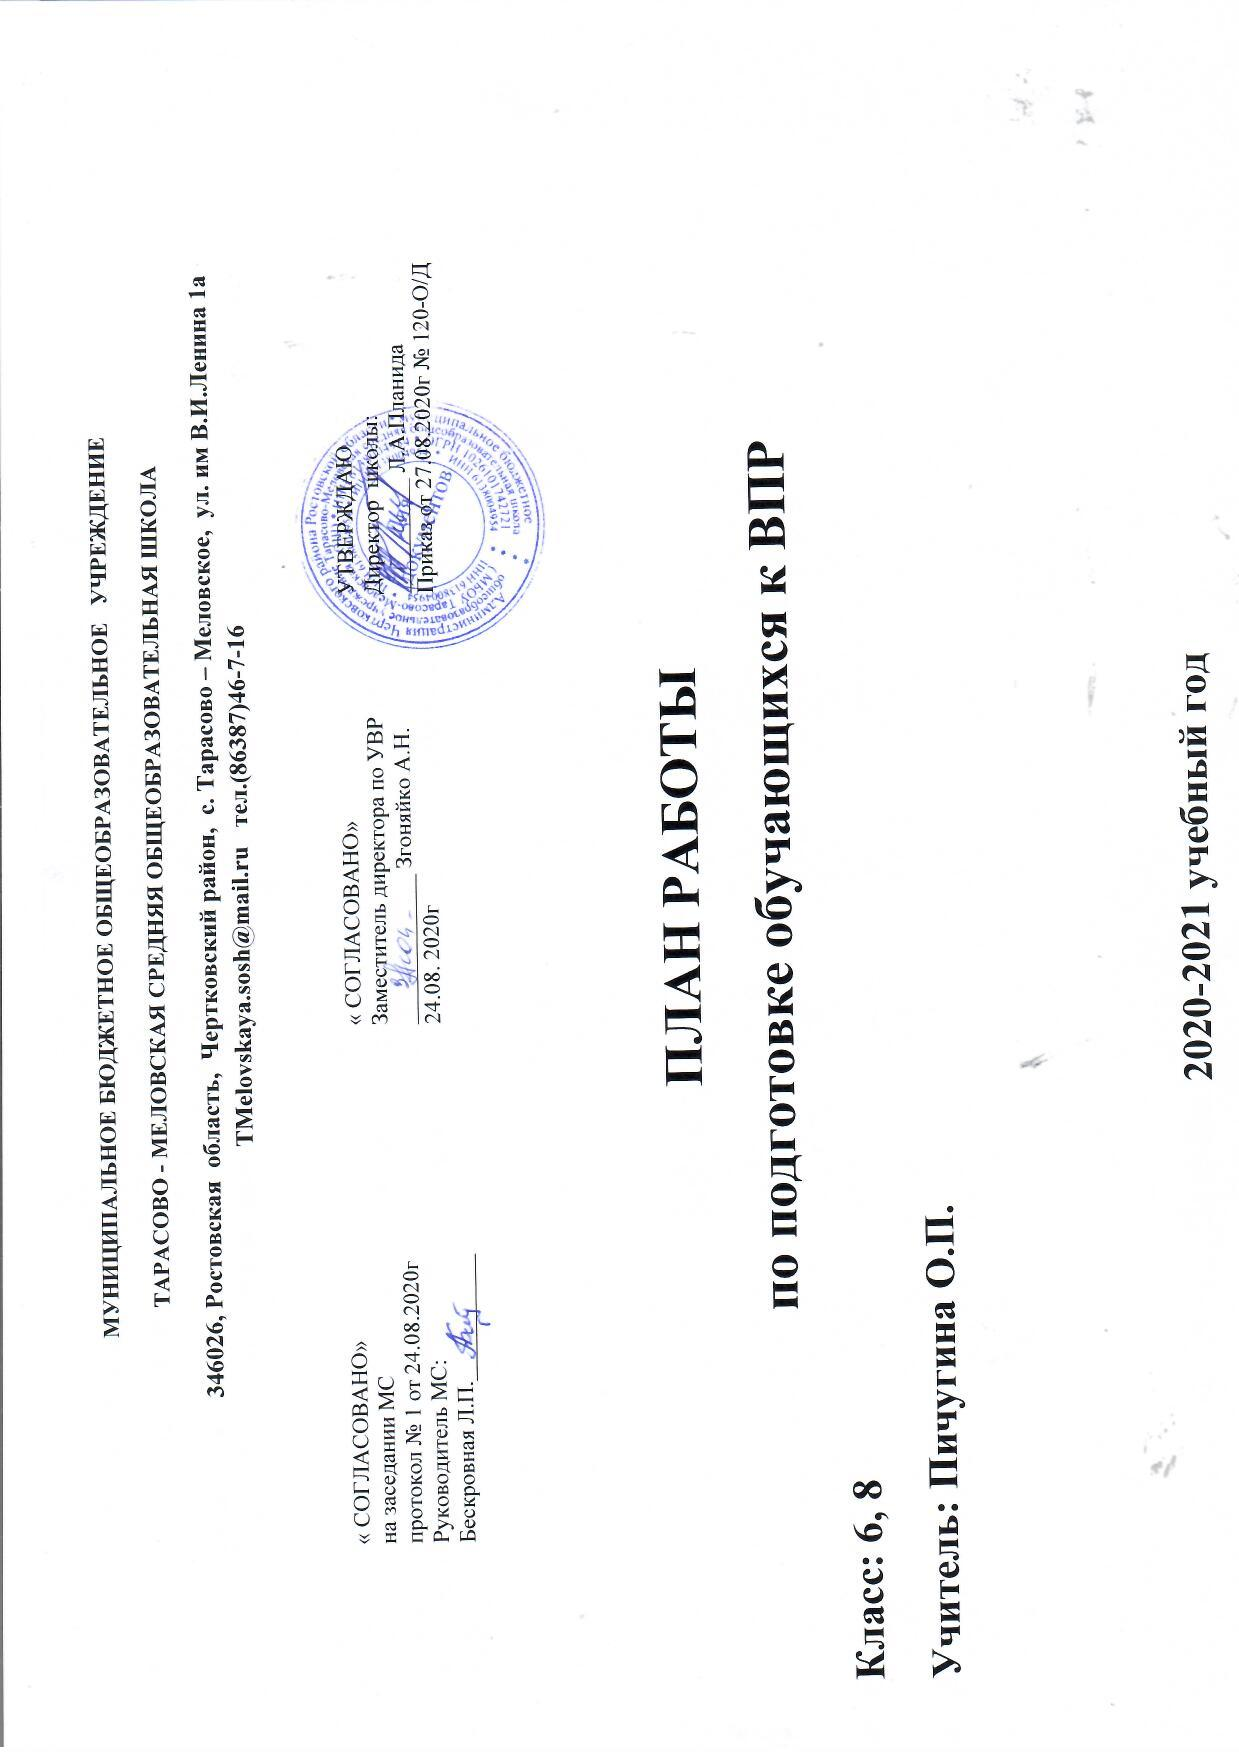 МУНИЦИПАЛЬНОЕ БЮДЖЕТНОЕ ОБЩЕОБРАЗОВАТЕЛЬНОЕ УЧРЕЖДЕНИЕ
ТАРАСОВО - МЕЛОВСКАЯ СРЕДНЯЯ ОБЩЕОБРАЗОВАТЕЛЬНАЯ ШКОЛА
346026, Ростовская область, Чертковский район, с. Тарасово – Меловское, ул. им В.И.Ленина 1а
TMelovskaya.sosh@mail.ru тел.(86387)46-7-16
« СОГЛАСОВАНО»
на заседании МС
протокол № 1 от 24.08.2020г
Руководитель МС:
Бескровная Л.П.
« СОГЛАСОВАНО»
Заместитель директора по УВР
Згоняйко А.Н.
24.08. 2020г
УТВЕРЖДАЮ
Директор школы:
Л.А.Планида
Приказ от 27.08.2020г № 120-О/Д
ПЛАН РАБОТЫ
по подготовке обучающихся к ВПР
Класс: 6, 8
Учитель: Пичугина О.П.
2020-2021 учебный год